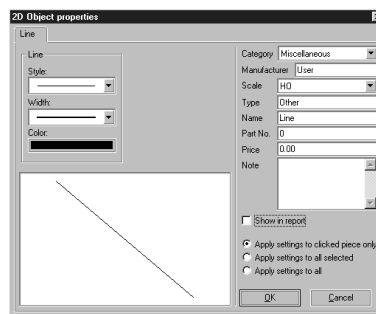 2D Object properties
Line
Line
Style:
Width:
Color:
Category Miscellaneous
Manufacturer User
Scale HO
Type Other
Name Line
Part No. 0
Price 0.00
Note
Show in report
Apply settings to clicked piece only
Apply settings to all selected
Apply settings to all
OK Cancel